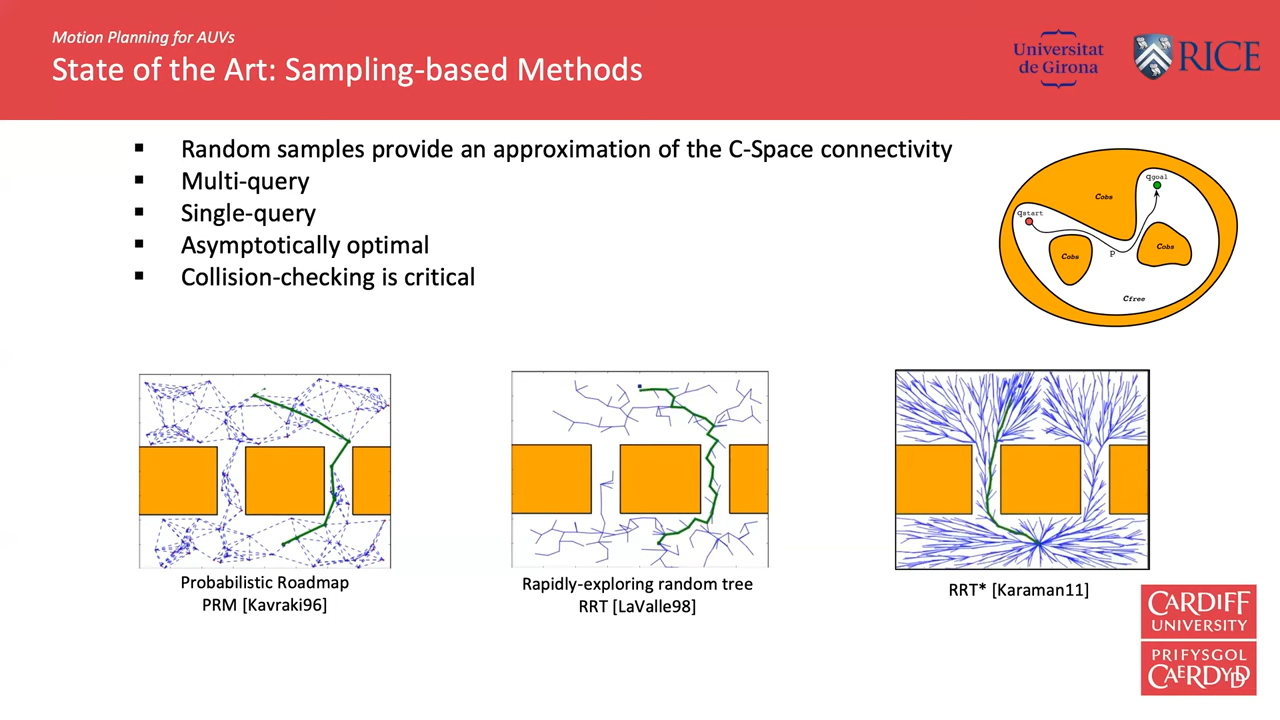 Motion Planning for AUVs
State of the Art: Sampling-based Methods
Universitat
de Girona
RICE
▪ Random samples provide an approximation of the C-Space connectivity
▪ Multi-query
▪ Single-query
▪ Asymptotically optimal
▪ Collision-checking is critical
qgoal
Cobs
qstart
Cobs
Cobs
P
Cfree
Probabilistic Roadmap
PRM [Kavraki96]
Rapidly-exploring random tree
RRT [LaValle98]
RRT* [Karaman11]
CARDIFF
UNIVERSITY
PRIFYSGOL
CAERDYDD